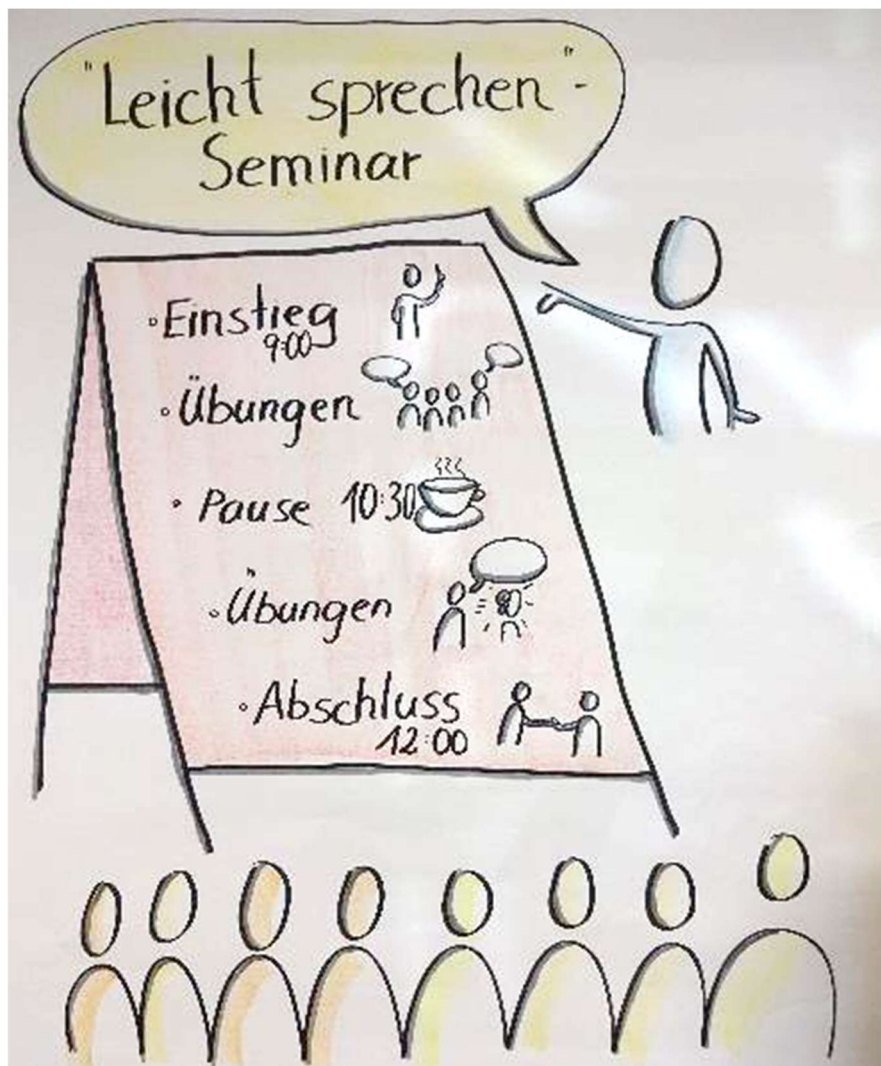 "Leicht sprechen"-
Seminar
• Einstieg
9:00
• Übungen
• Pause 10:30
• Übungen
• Abschluss
12:00